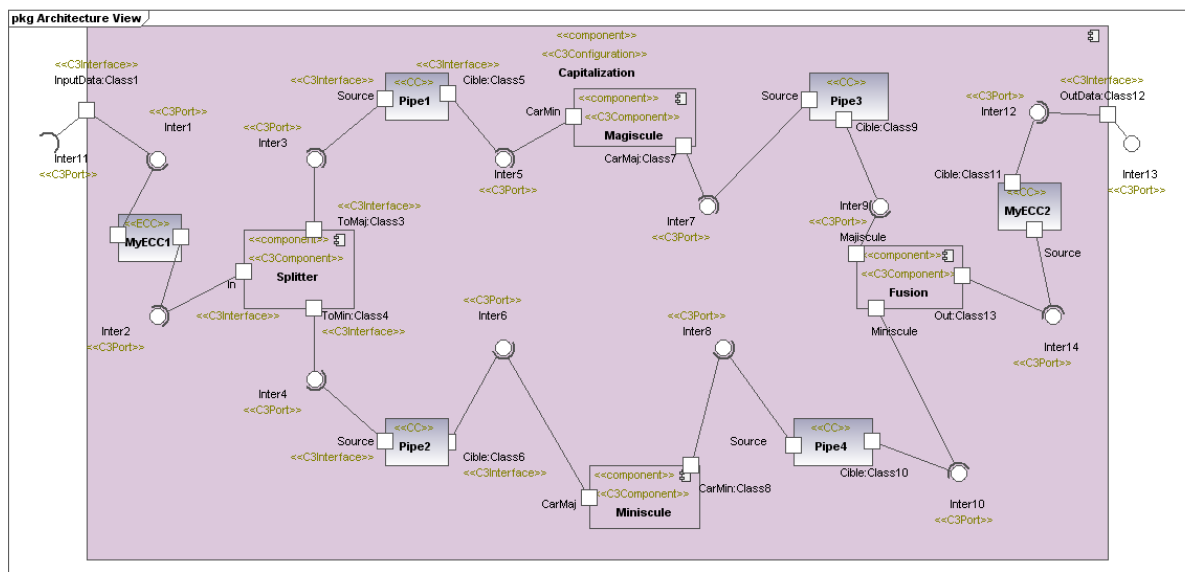 pkg Architecture View
<<component>>
<<C3Configuration>>
Capitalization
<<C3Interface>>
InputData:Class1
<<C3Port>>
Inter1
Inter11
<<C3Port>>
<<ECC>>
MyECC1
Inter2
<<C3Port>>
<<C3Interface>>
Source
<<CC>>
Pipe1
<<C3Interface>>
Cible:Class5
<<C3Port>>
Inter3
<<C3Interface>>
ToMaj:Class3
<<component>>
<<C3Component>>
Splitter
In
<<C3Interface>>
ToMin:Class4
<<C3Interface>>
Inter4
<<C3Port>>
Inter5
<<C3Port>>
CarMin
<<component>>
<<C3Component>>
Magiscule
CarMaj:Class7
Inter7
<<C3Port>>
Source
<<CC>>
Pipe3
Cible:Class9
Inter9
<<C3Port>>
Majiscule
<<component>>
<<C3Component>>
Fusion
Miniscule
Out:Class13
<<C3Port>>
Inter12
<<C3Interface>>
OutData:Class12
Inter13
<<C3Port>>
Cible:Class11
<<CC>>
MyECC2
Source
Inter14
<<C3Port>>
<<C3Port>>
Inter6
<<C3Port>>
Inter8
Source
<<C3Interface>>
<<CC>>
Pipe2
Cible:Class6
<<C3Interface>>
CarMaj
<<component>>
<<C3Component>>
Miniscule
CarMin:Class8
Source
<<CC>>
Pipe4
Cible:Class10
Inter10
<<C3Port>>